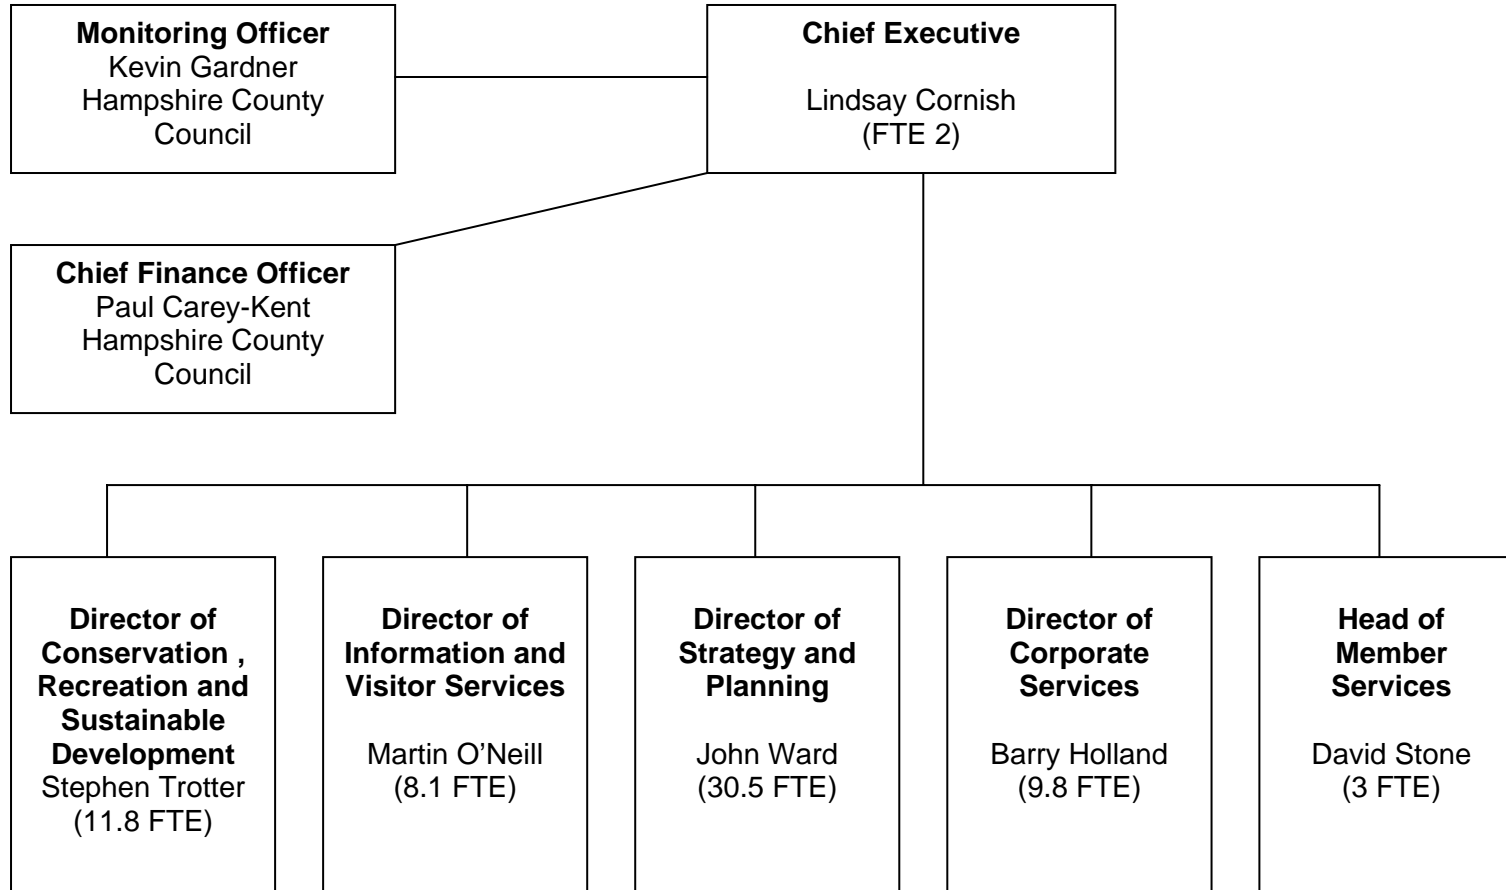 Monitoring Officer
Kevin Gardner
Hampshire County
Council
Chief Executive
Lindsay Cornish
(FTE 2)
Chief Finance Officer
Paul Carey-Kent
Hampshire County
Council
Director of
Conservation ,
Recreation and
Sustainable
Development
Stephen Trotter
(11.8 FTE)
Director of
Information and
Visitor Services
Martin O’Neill
(8.1 FTE)
Director of
Strategy and
Planning
John Ward
(30.5 FTE)
Director of
Corporate
Services
Barry Holland
(9.8 FTE)
Head of
Member
Services
David Stone
(3 FTE)